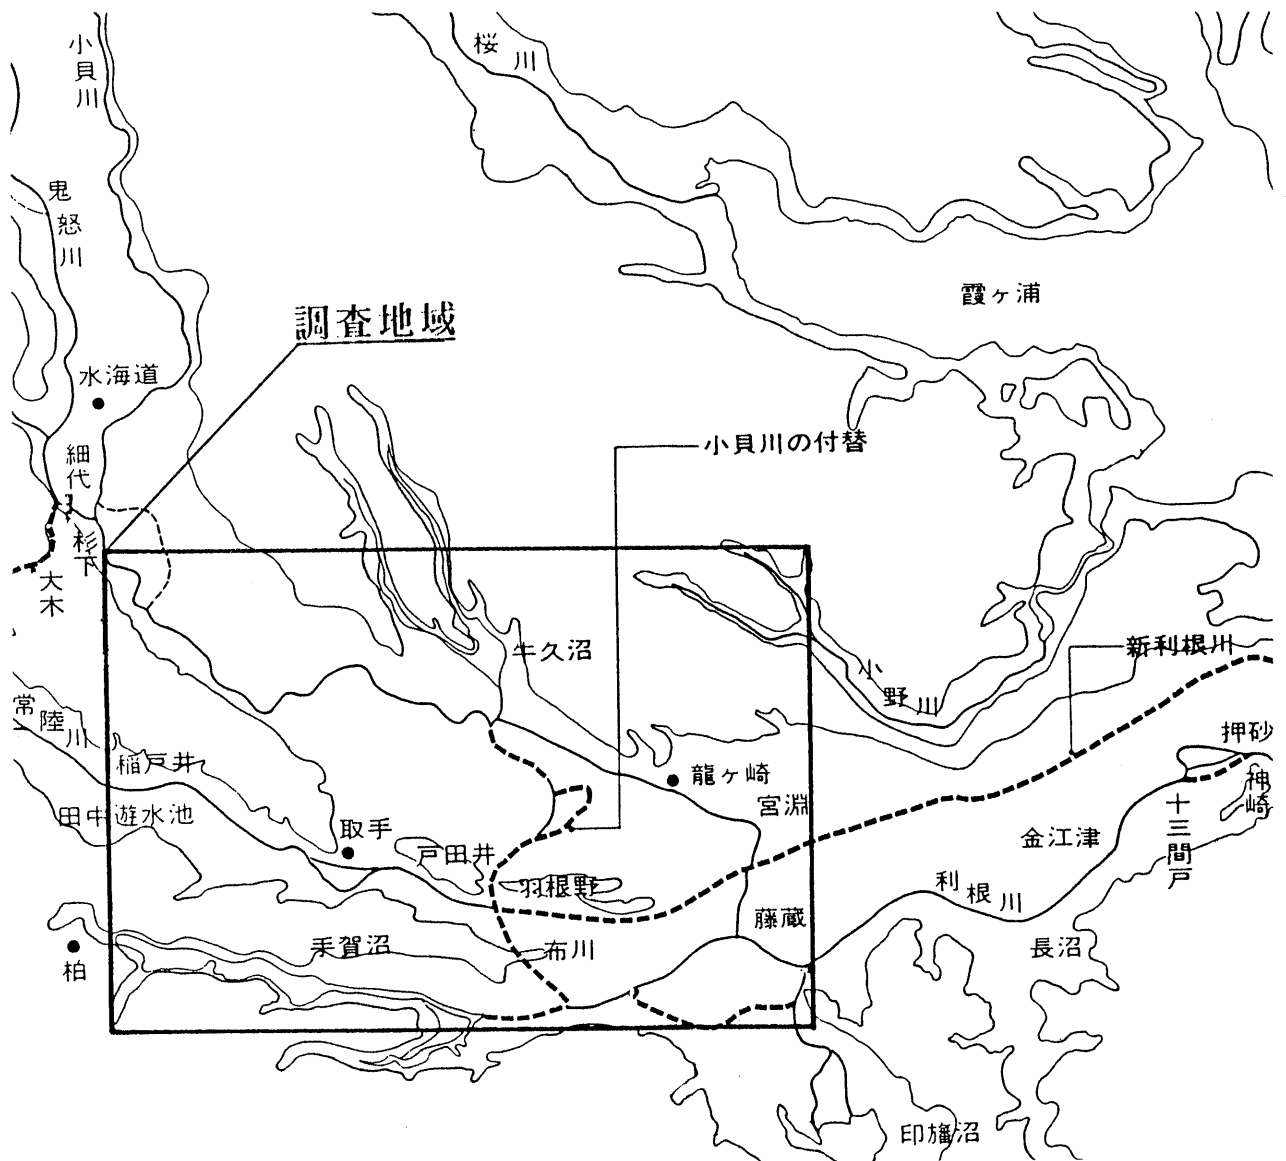 小貝川
桜川
鬼怒川
霞ヶ浦
調査地域
水海道
小貝川の付替
細代
杉下
大木
牛久沼
小野川
新利根川
常陸川
稲戸井
龍ヶ崎
押砂
神崎
宮淵
田中遊水池
取手
戸田井
金江津
十三間戸
羽根野
利根川
藤蔵
手賀沼
布川
長沼
柏
印旛沼